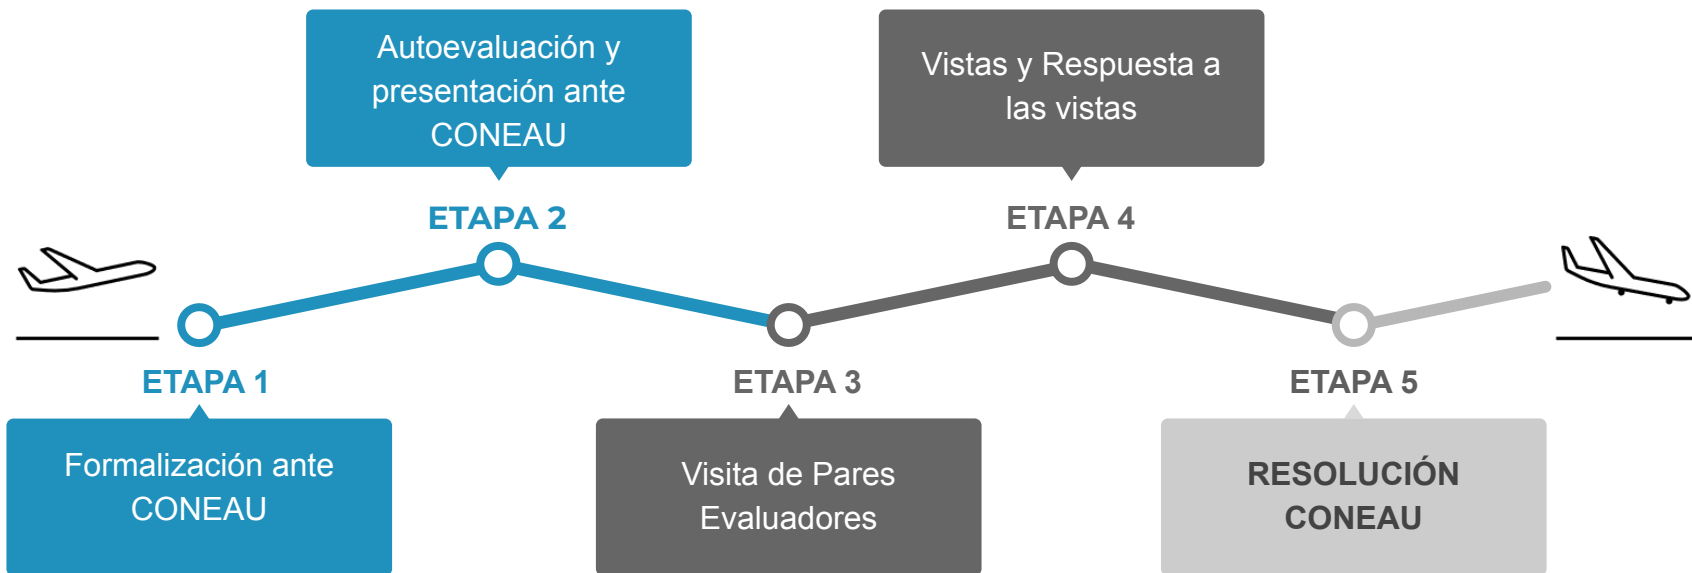 ETAPA 1
Formalización ante
CONEAU
Autoevaluación y
presentación ante
CONEAU
ETAPA 2
ETAPA 3
Visita de Pares
Evaluadores
Vistas y Respuesta a
las vistas
ETAPA 4
ETAPA 5
RESOLUCIÓN
CONEAU